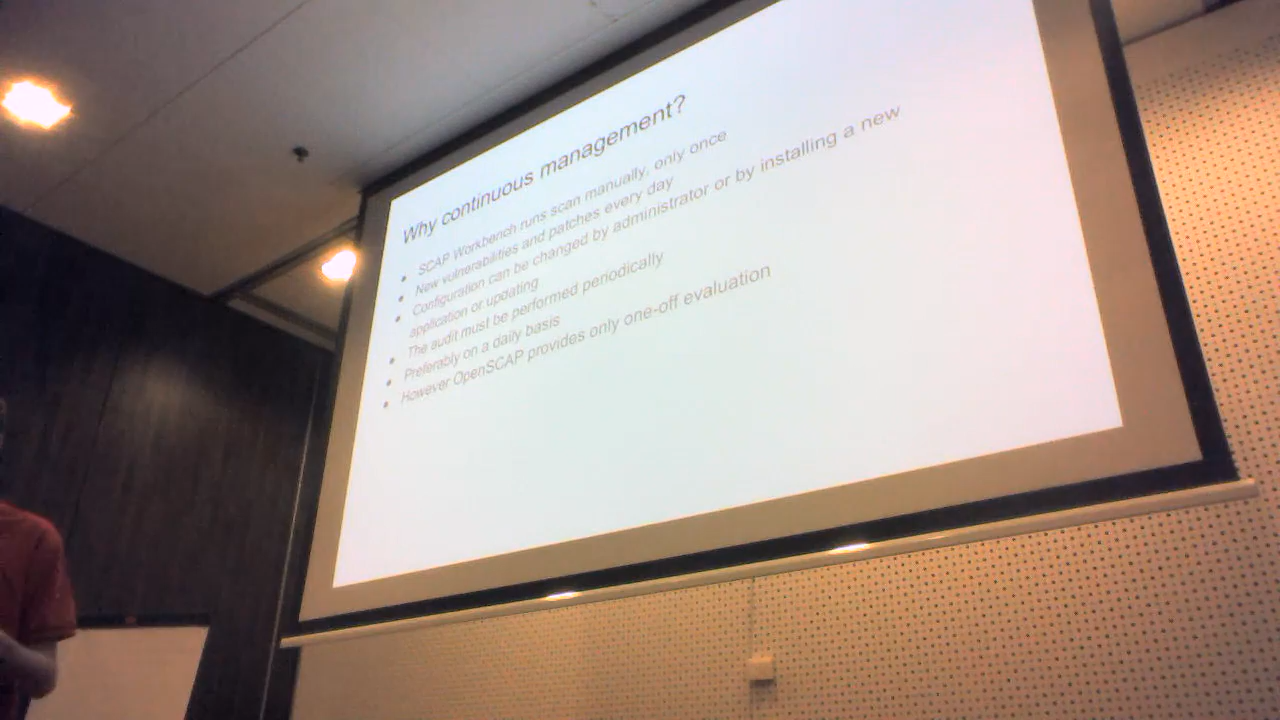 Why continuous management?
● SCAP Workbench runs scan manually, only once
● New vulnerabilities and patches every day
● Configuration can be changed by administrator or by installing a new
application or updating
● The audit must be performed periodically
● Preferably on a daily basis
● However OpenSCAP provides only one-off evaluation